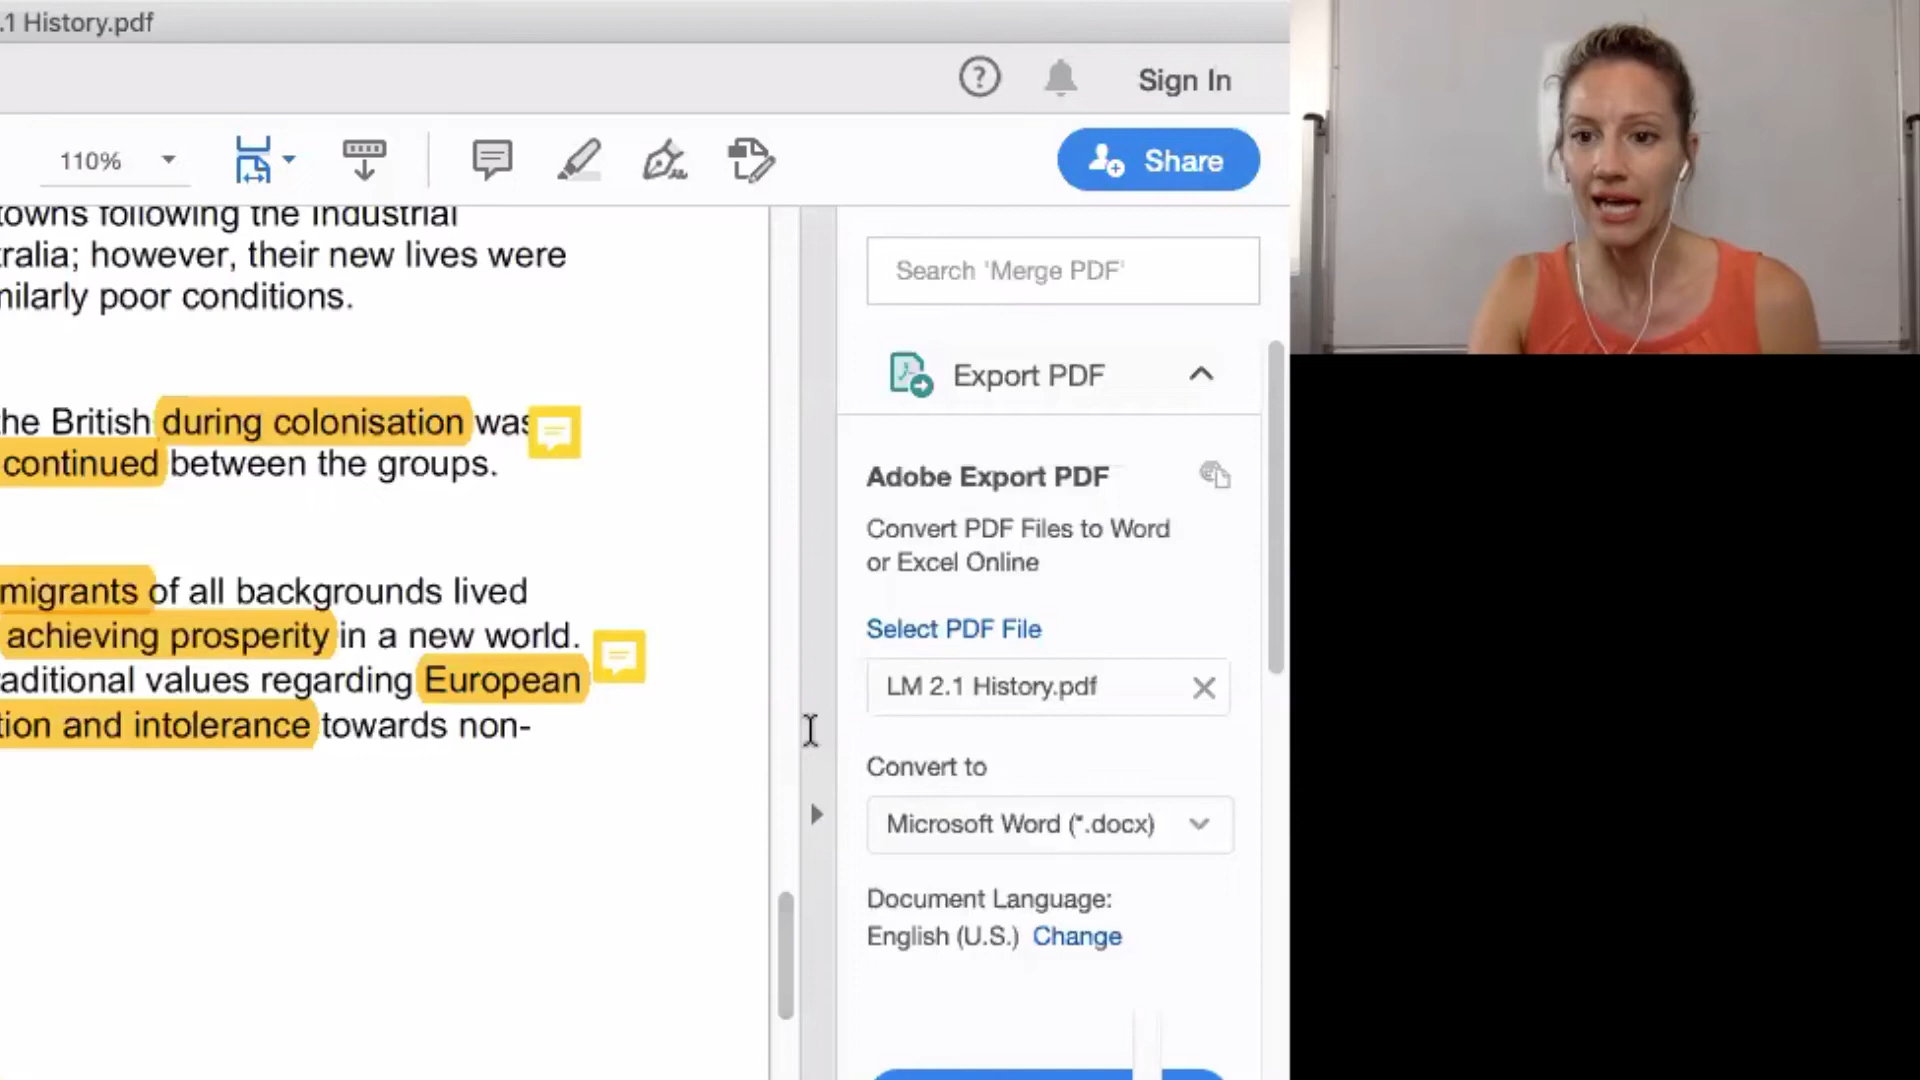 .1 History.pdf
Sign In
110%
Share
towns following the Industrial
ralia; however, their new lives were
milarly poor conditions.
the British during colonisation was
continued between the groups.
migrants of all backgrounds lived
achieving prosperity in a new world.
raditional values regarding European
tion and intolerance towards non-
Search 'Merge PDF'
Export PDF
Adobe Export PDF
Convert PDF Files to Word
or Excel Online
Select PDF File
LM 2.1 History.pdf
Convert to
Microsoft Word (*.docx)
Document Language:
English (U.S.) Change